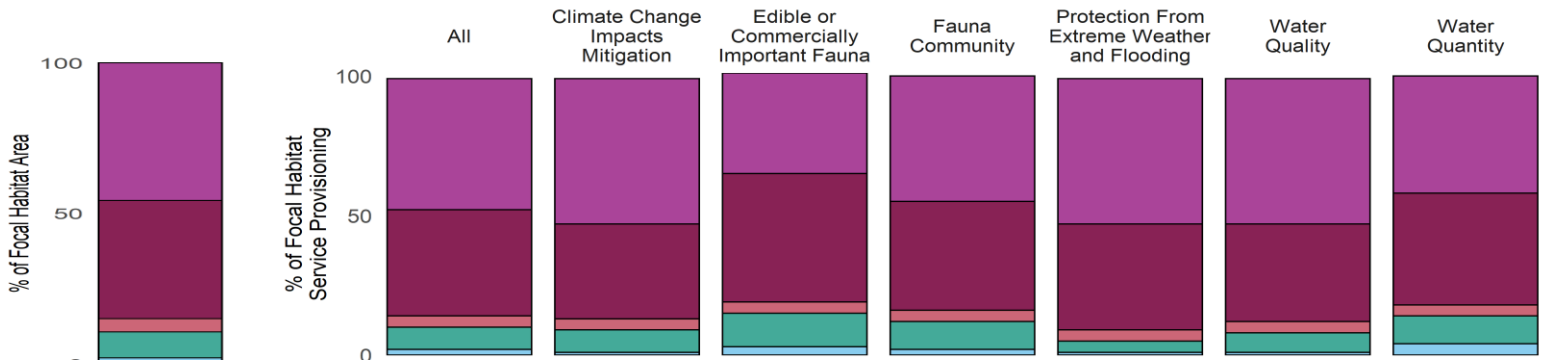 100
50
% of Focal Habitat Area
100
50
0
% of Focal Habitat
Service Provisioning
All
Climate Change
Impacts
Mitigation
Edible or
Commercially
Important Fauna
Fauna
Community
Protection From
Extreme Weather
and Flooding
Water
Quality
Water
Quantity